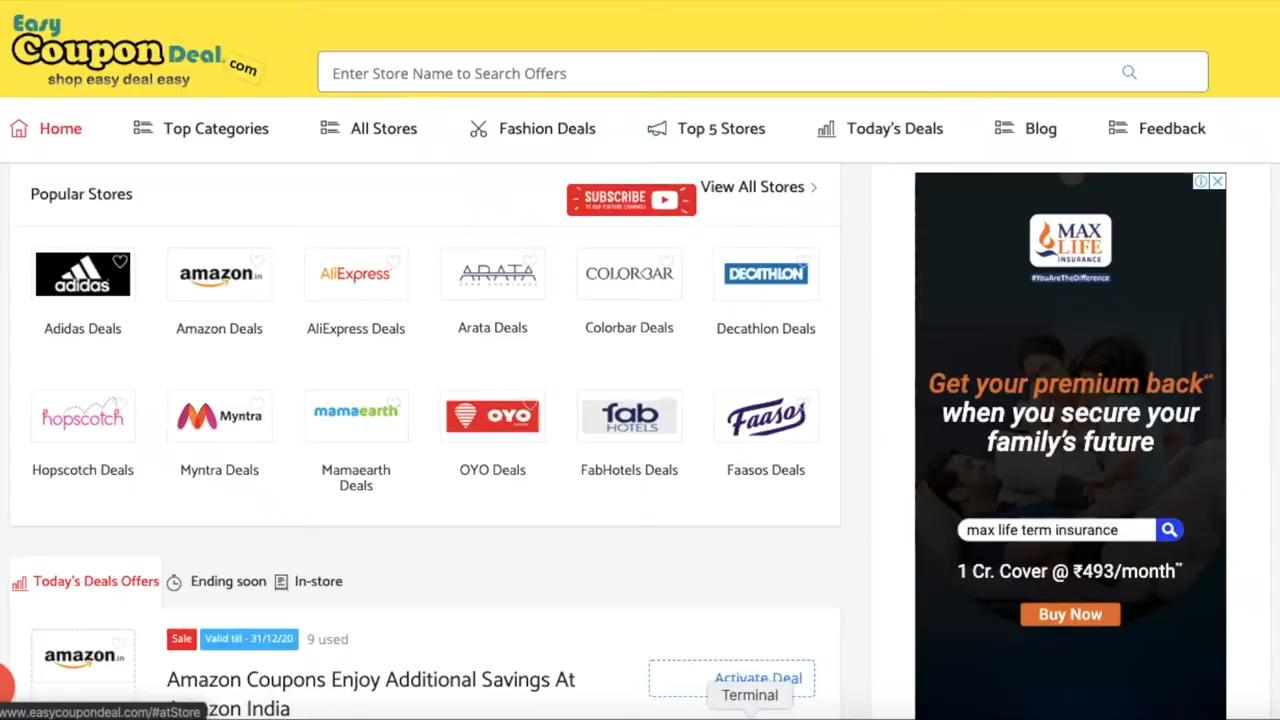 Easy
Coupon Deal.com
shop easy deal easy
Enter Store Name to Search Offers
Home
Top Categories
All Stores
Fashion Deals
Top 5 Stores
Today's Deals
Blog
Feedback
Popular Stores
SUBSCRIBE
TO OUR YOUTUBE CHANNEL
View All Stores
adidas
amazon.in
AliExpress
ARATA
COLORBAR
DECATHLON
Adidas Deals
Amazon Deals
AliExpress Deals
Arata Deals
Colorbar Deals
Decathlon Deals
hopscotch
Myntra
mamaearth
OYO
fab
HOTELS
Faasos
Hopscotch Deals
Myntra Deals
Mamaearth
Deals
OYO Deals
FabHotels Deals
Faasos Deals
Today's Deals Offers
Ending soon
In-store
amazon.in
Sale
Valid till - 31/12/20
9 used
Amazon Coupons Enjoy Additional Savings At
zon India
Activate Deal
Terminal
www.easycoupondeal.com/#atStore
MAX
LIFE
INSURANCE
#YouAreTheDifference
Get your premium back^^
when you secure your
family's future
max life term insurance
1 Cr. Cover @ ₹493/month**
Buy Now